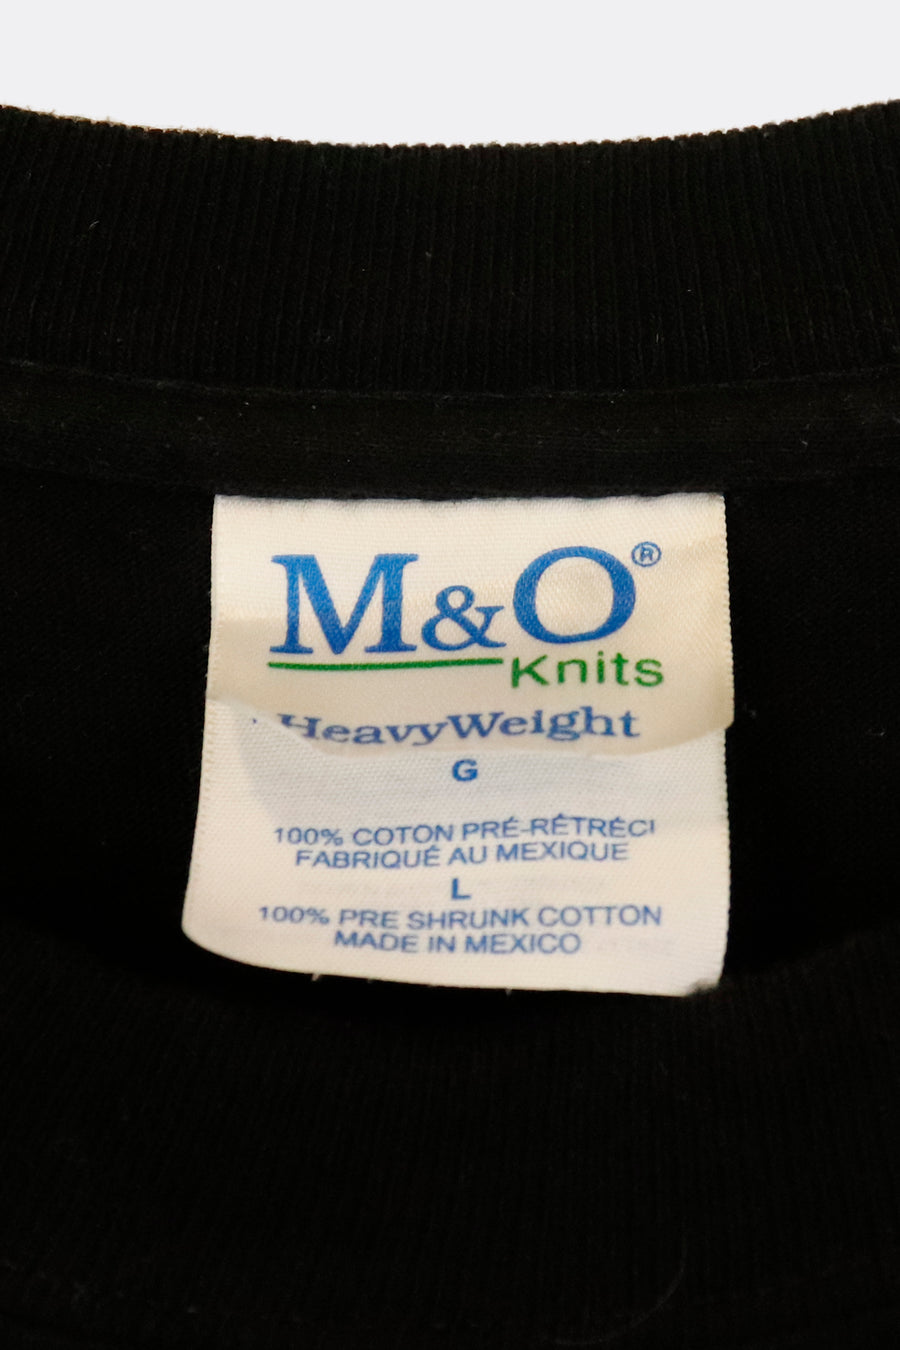 M&O®
Knits
HeavyWeight
G
100% COTON PRÉ-RÉTRÉCI
FABRIQUÉ AU MEXIQUE
L
100% PRE SHRUNK COTTON
MADE IN MEXICO